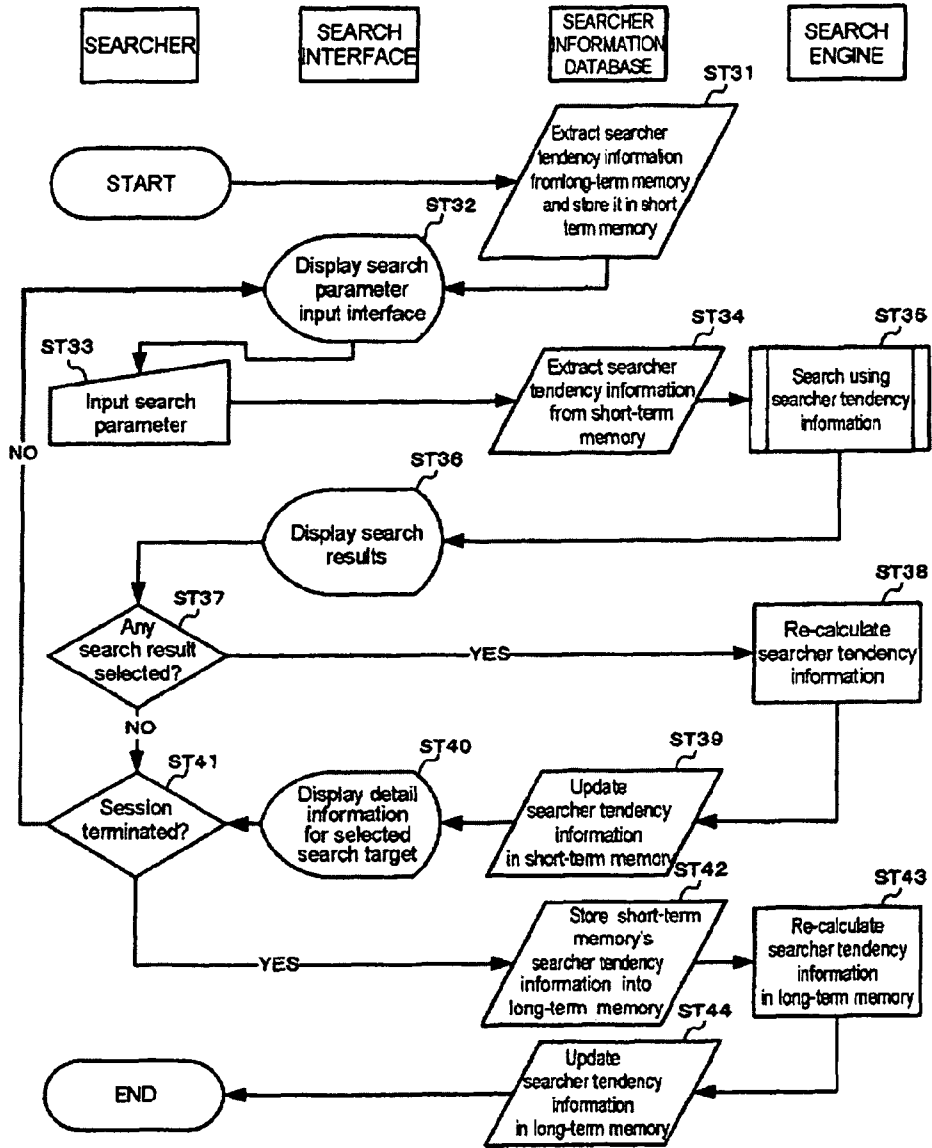 SEARCHER
SEARCH
INTERFACE
SEARCHER
INFORMATION
DATABASE
SEARCH
ENGINE
ST31
Extract searcher
tendency information
fromlong-term memory
and store it in short
term memory
START
ST32
Display search
parameter
input interface
ST33
Input search
parameter
ST34
Extract searcher
tendency information
from short-term
memory
ST35
Search using
searcher tendency
information
NO
ST36
Display search
results
ST37
Any
search result
selected?
YES
ST38
Re-calculate
searcher tendency
information
NO
ST41
Session
terminated?
ST40
Display detail
information
for selected
search target
ST39
Update
searcher tendency
information
in short-term memory
YES
ST42
Store short-term
memory's
searcher tendency
information into
long-term memory
ST43
Re-calculate
searcher tendency
information
in long-term memory
ST44
Update
searcher tendency
information
in long-term memory
END